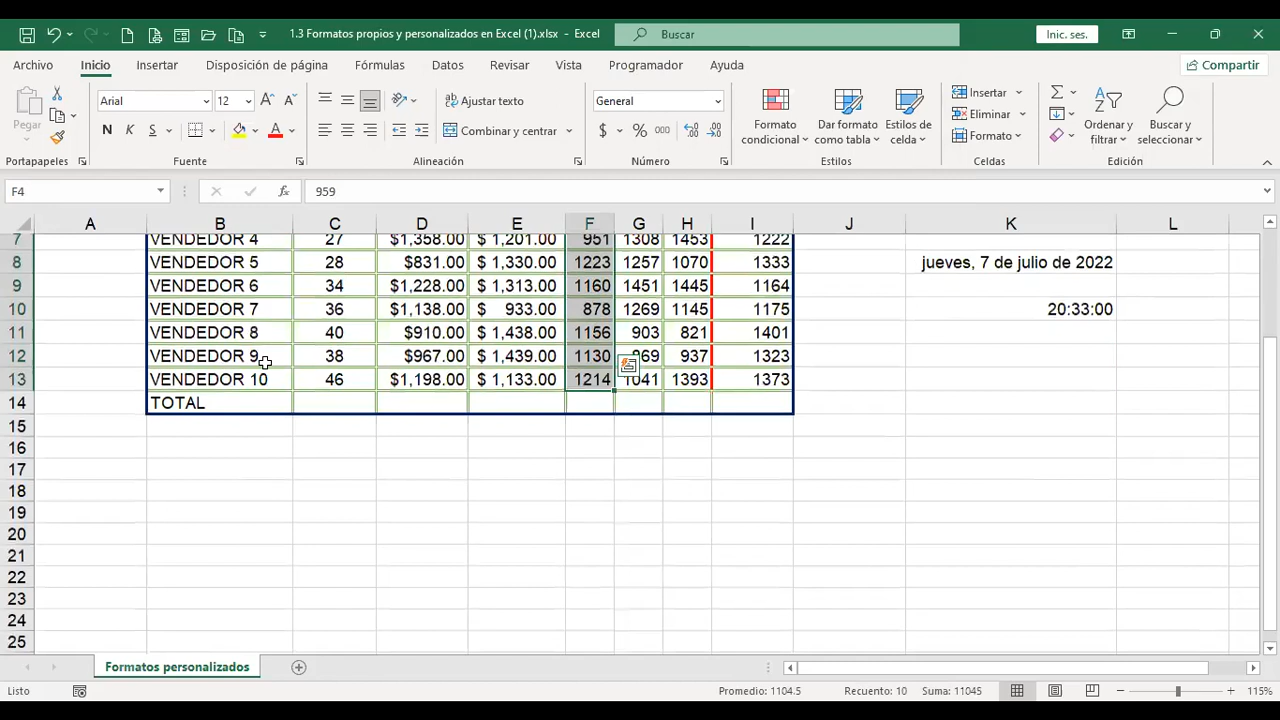 1.3 Formatos propios y personalizados en Excel (1).xlsx - Excel
Buscar
Inic. ses.
Archivo Inicio Insertar Disposición de página Fórmulas Datos Revisar Vista Programador Ayuda
Compartir
Pegar
Arial 12
Ajustar texto
General
Formato condicional
Dar formato como tabla
Estilos de celda
Insertar
Eliminar
Formato
Ordenar y filtrar
Buscar y seleccionar
N K S
Combinar y centrar
$ % 000
Portapapeles Fuente Alineación Número Estilos Celdas Edición
F4 fx 959
A B C D E F G H I J K L
7 VENDEDOR 4 27 $1,358.00 $ 1,201.00 951 1308 1453 1222
8 VENDEDOR 5 28 $831.00 $ 1,330.00 1223 1257 1070 1333 jueves, 7 de julio de 2022
9 VENDEDOR 6 34 $1,228.00 $ 1,313.00 1160 1451 1445 1164
10 VENDEDOR 7 36 $1,138.00 $ 933.00 878 1269 1145 1175 20:33:00
11 VENDEDOR 8 40 $910.00 $ 1,438.00 1156 903 821 1401
12 VENDEDOR 9 38 $967.00 $ 1,439.00 1130 69 937 1323
13 VENDEDOR 10 46 $1,198.00 $ 1,133.00 1214 1041 1393 1373
14 TOTAL
15
16
17
18
19
20
21
22
23
24
25
Formatos personalizados
Listo
Promedio: 1104.5 Recuento: 10 Suma: 11045
115%